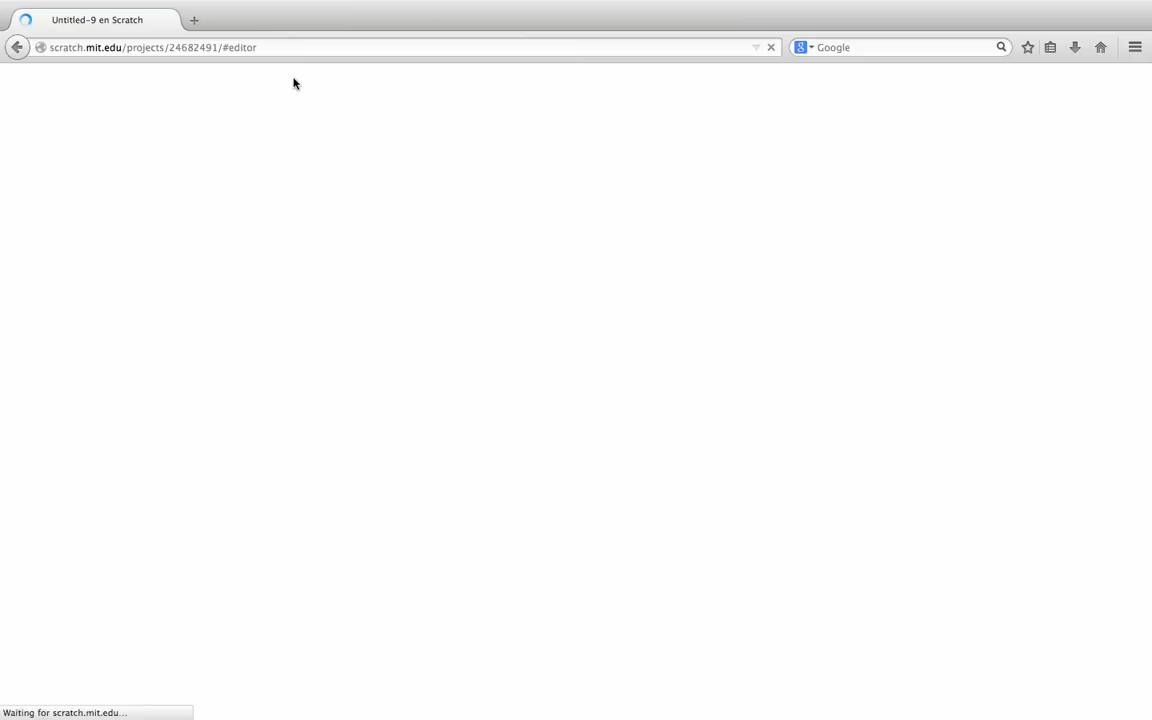 Untitled-9 en Scratch
scratch.mit.edu/projects/24682491/#editor
Google
Waiting for scratch.mit.edu...